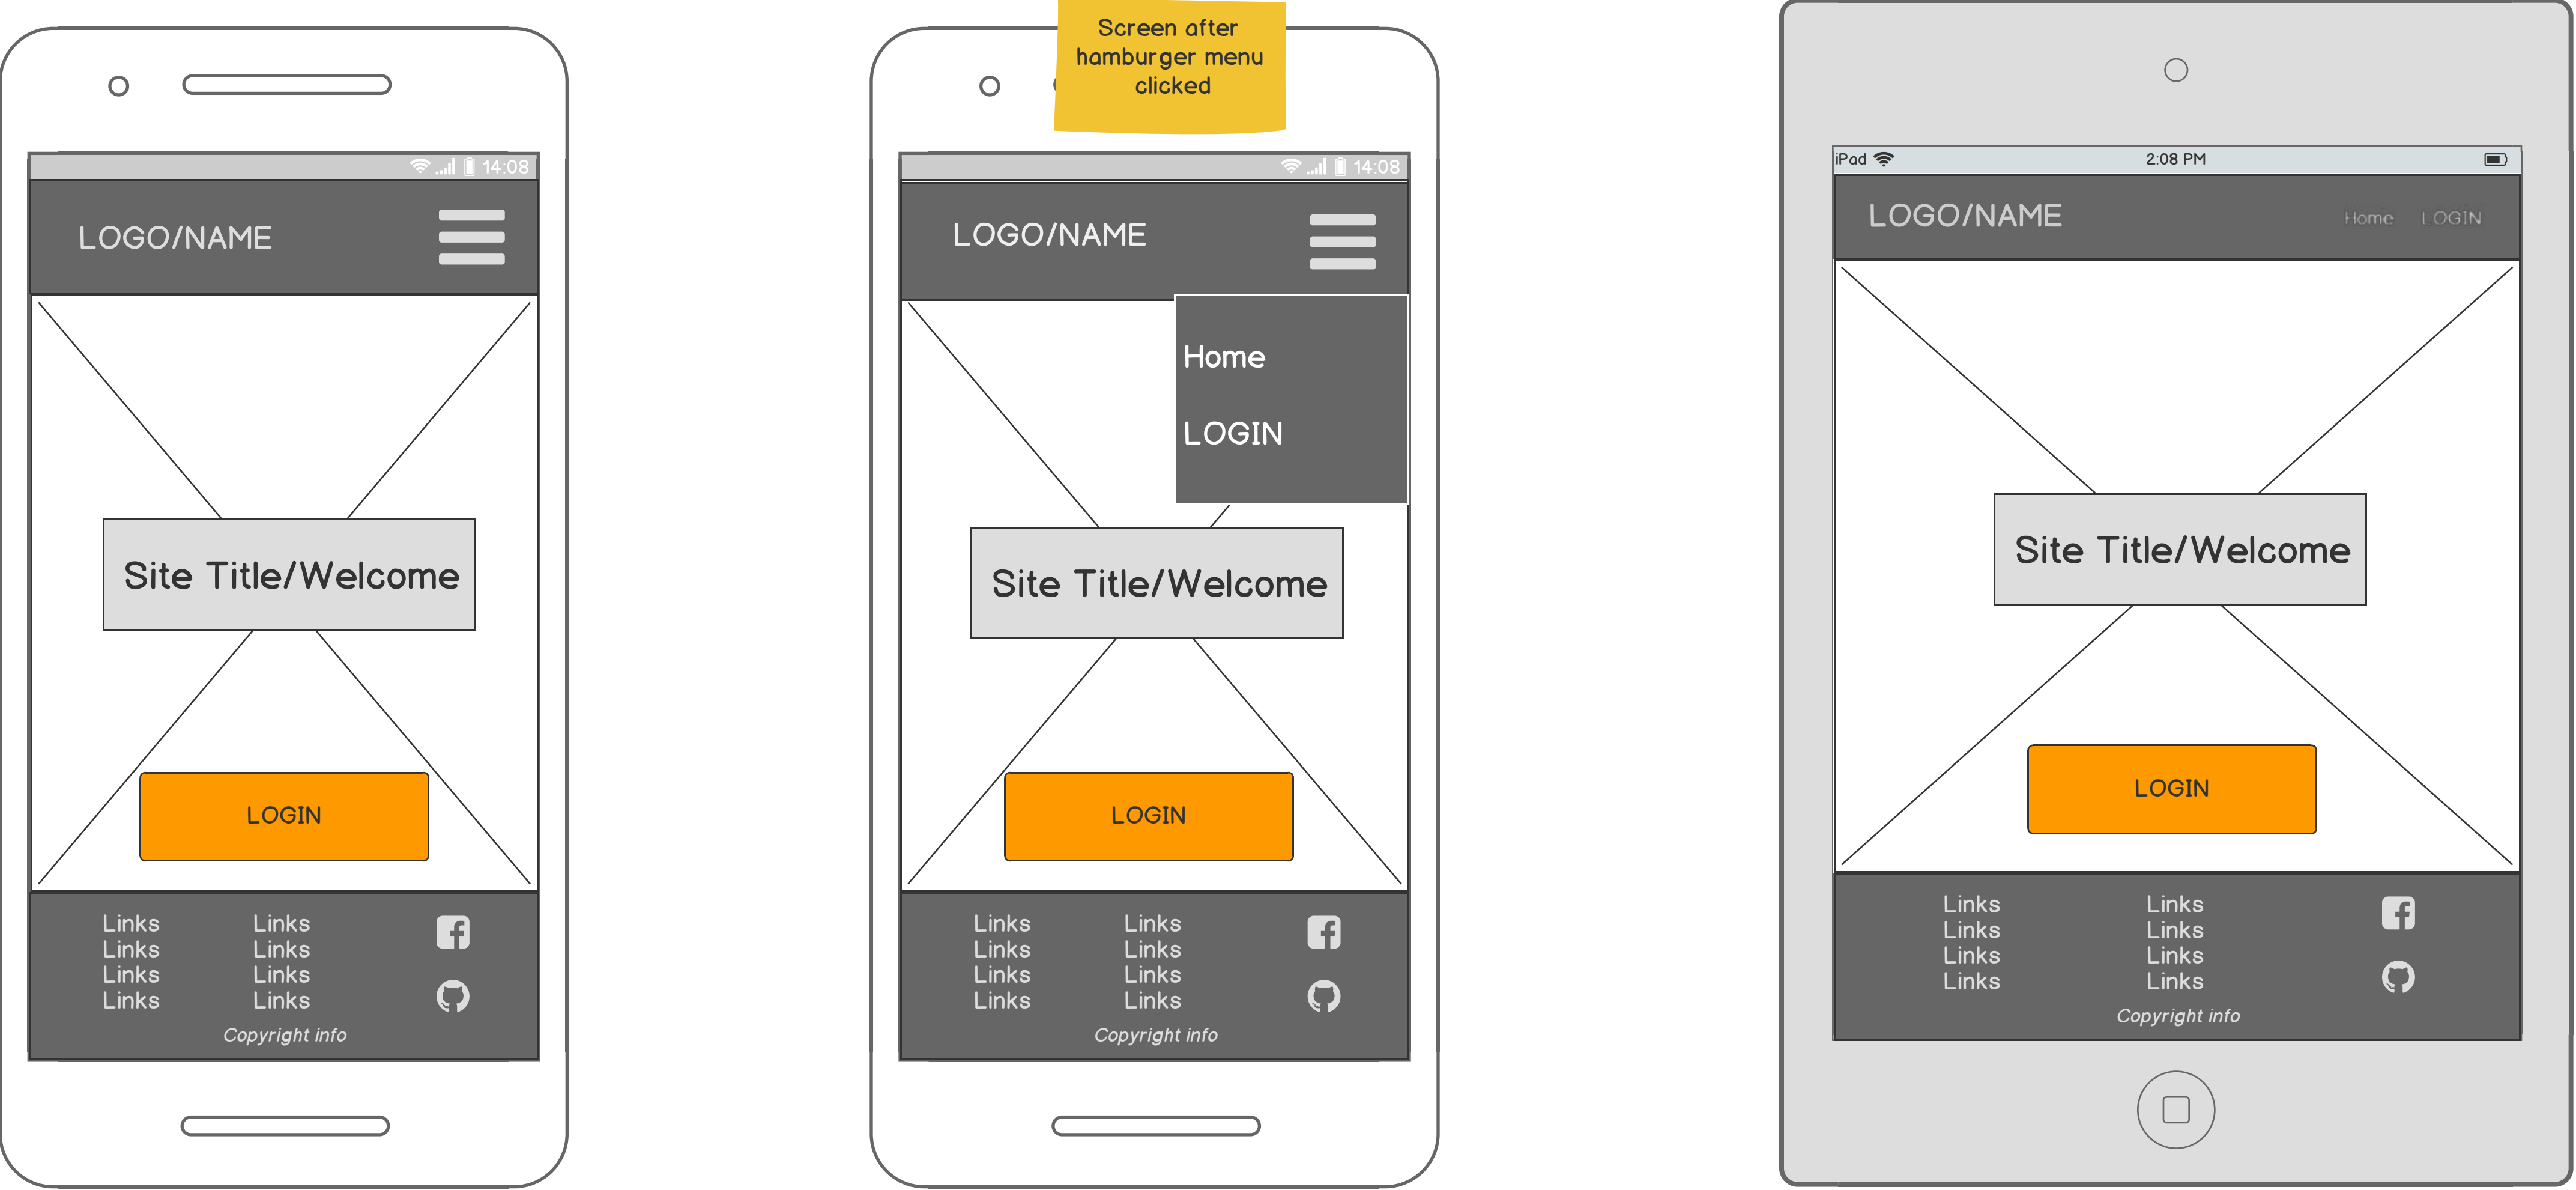 14:08
LOGO/NAME
Site Title/Welcome
LOGIN
Links Links
Links Links
Links Links
Links Links
Copyright info
Screen after
hamburger menu
clicked
14:08
LOGO/NAME
Home
LOGIN
Site Title/Welcome
LOGIN
Links Links
Links Links
Links Links
Links Links
Copyright info
iPad 2:08 PM
LOGO/NAME Home LOGIN
Site Title/Welcome
LOGIN
Links Links
Links Links
Links Links
Links Links
Copyright info